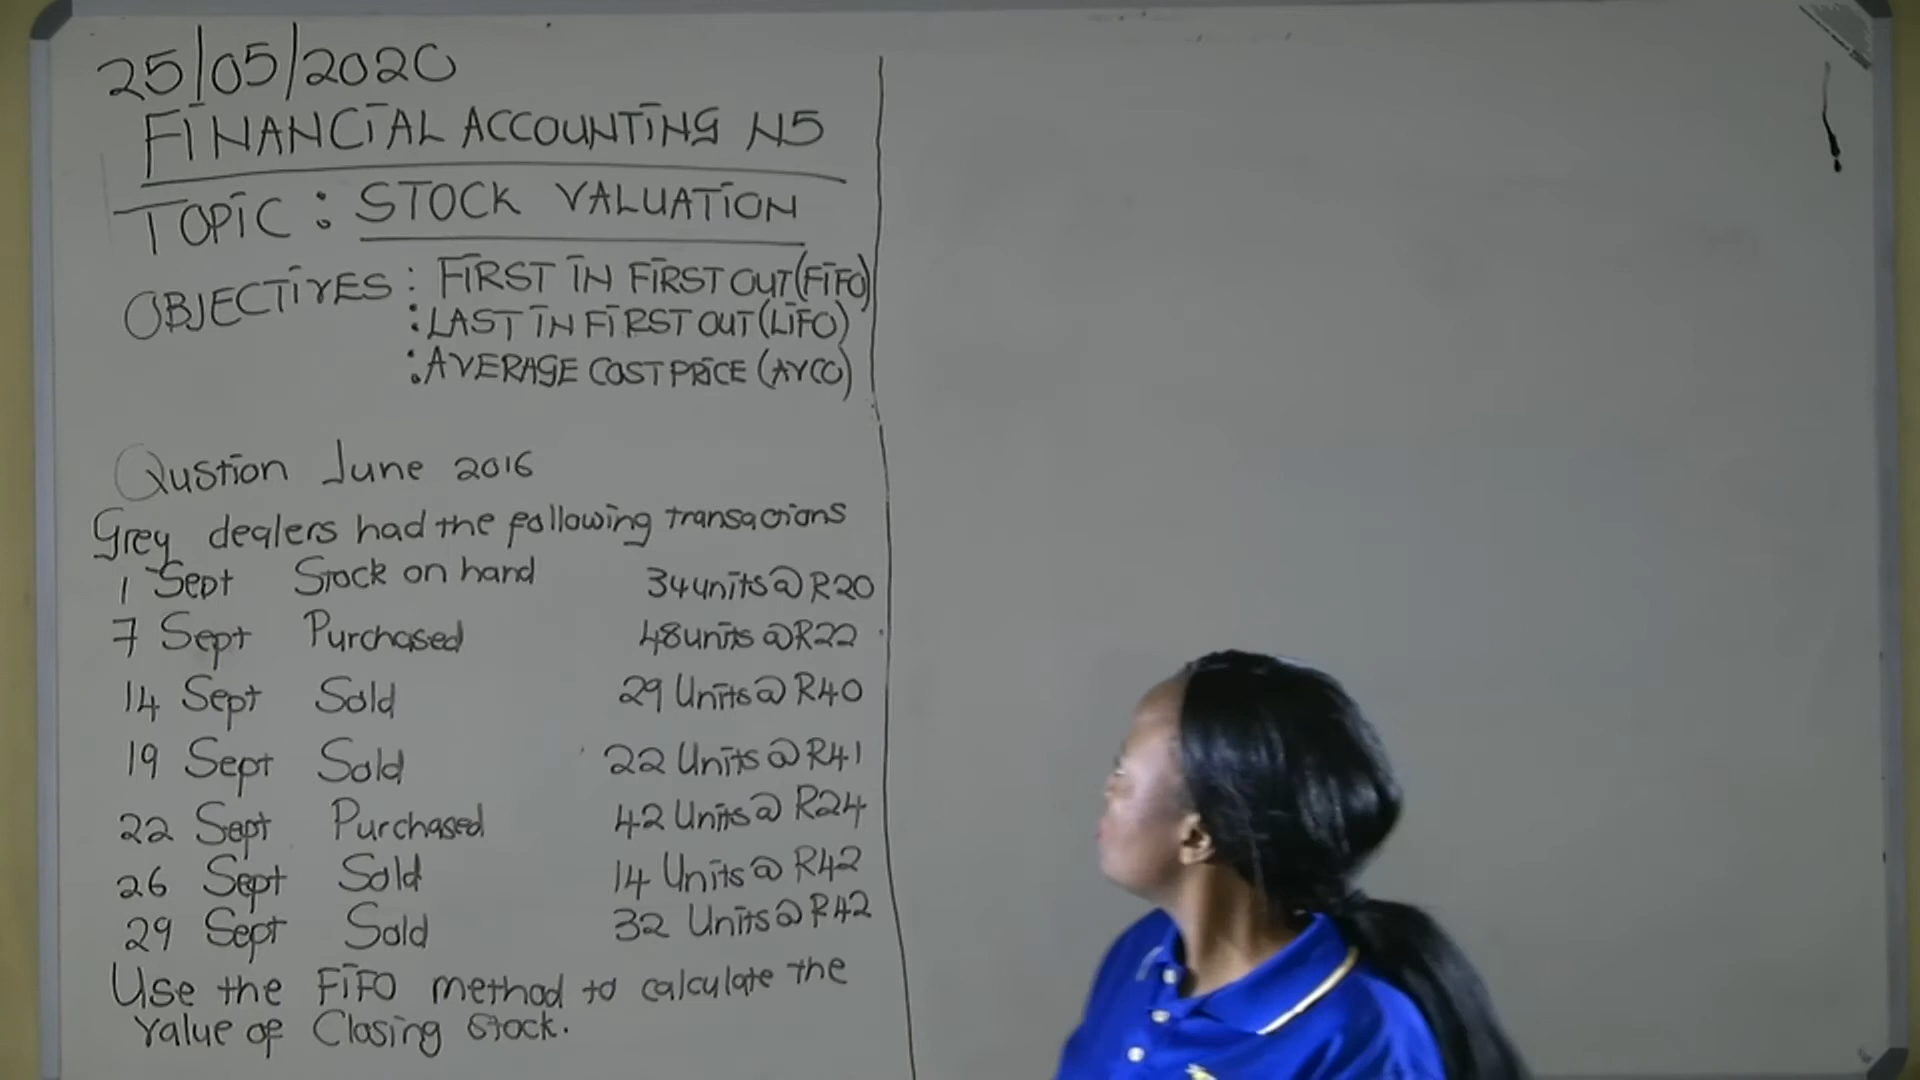 25/05/2020
FINANCIAL ACCOUNTING N5
TOPIC : STOCK VALUATION
OBJECTIVES : FIRST IN FIRST OUT (FIFO)
: LAST IN FIRST OUT (LIFO)
: AVERAGE COST PRICE (AVCO)
Qustion June 2016
Grey dealers had the following transactions
1 Sept Stock on hand 34 units @ R20
7 Sept Purchased 48 units @ R22
14 Sept Sold 29 Units @ R40
19 Sept Sold 22 Units @ R41
22 Sept Purchased 42 Units @ R24
26 Sept Sold 14 Units @ R42
29 Sept Sold 32 Units @ R42
Use the FIFO method to calculate the
value of Closing stock.